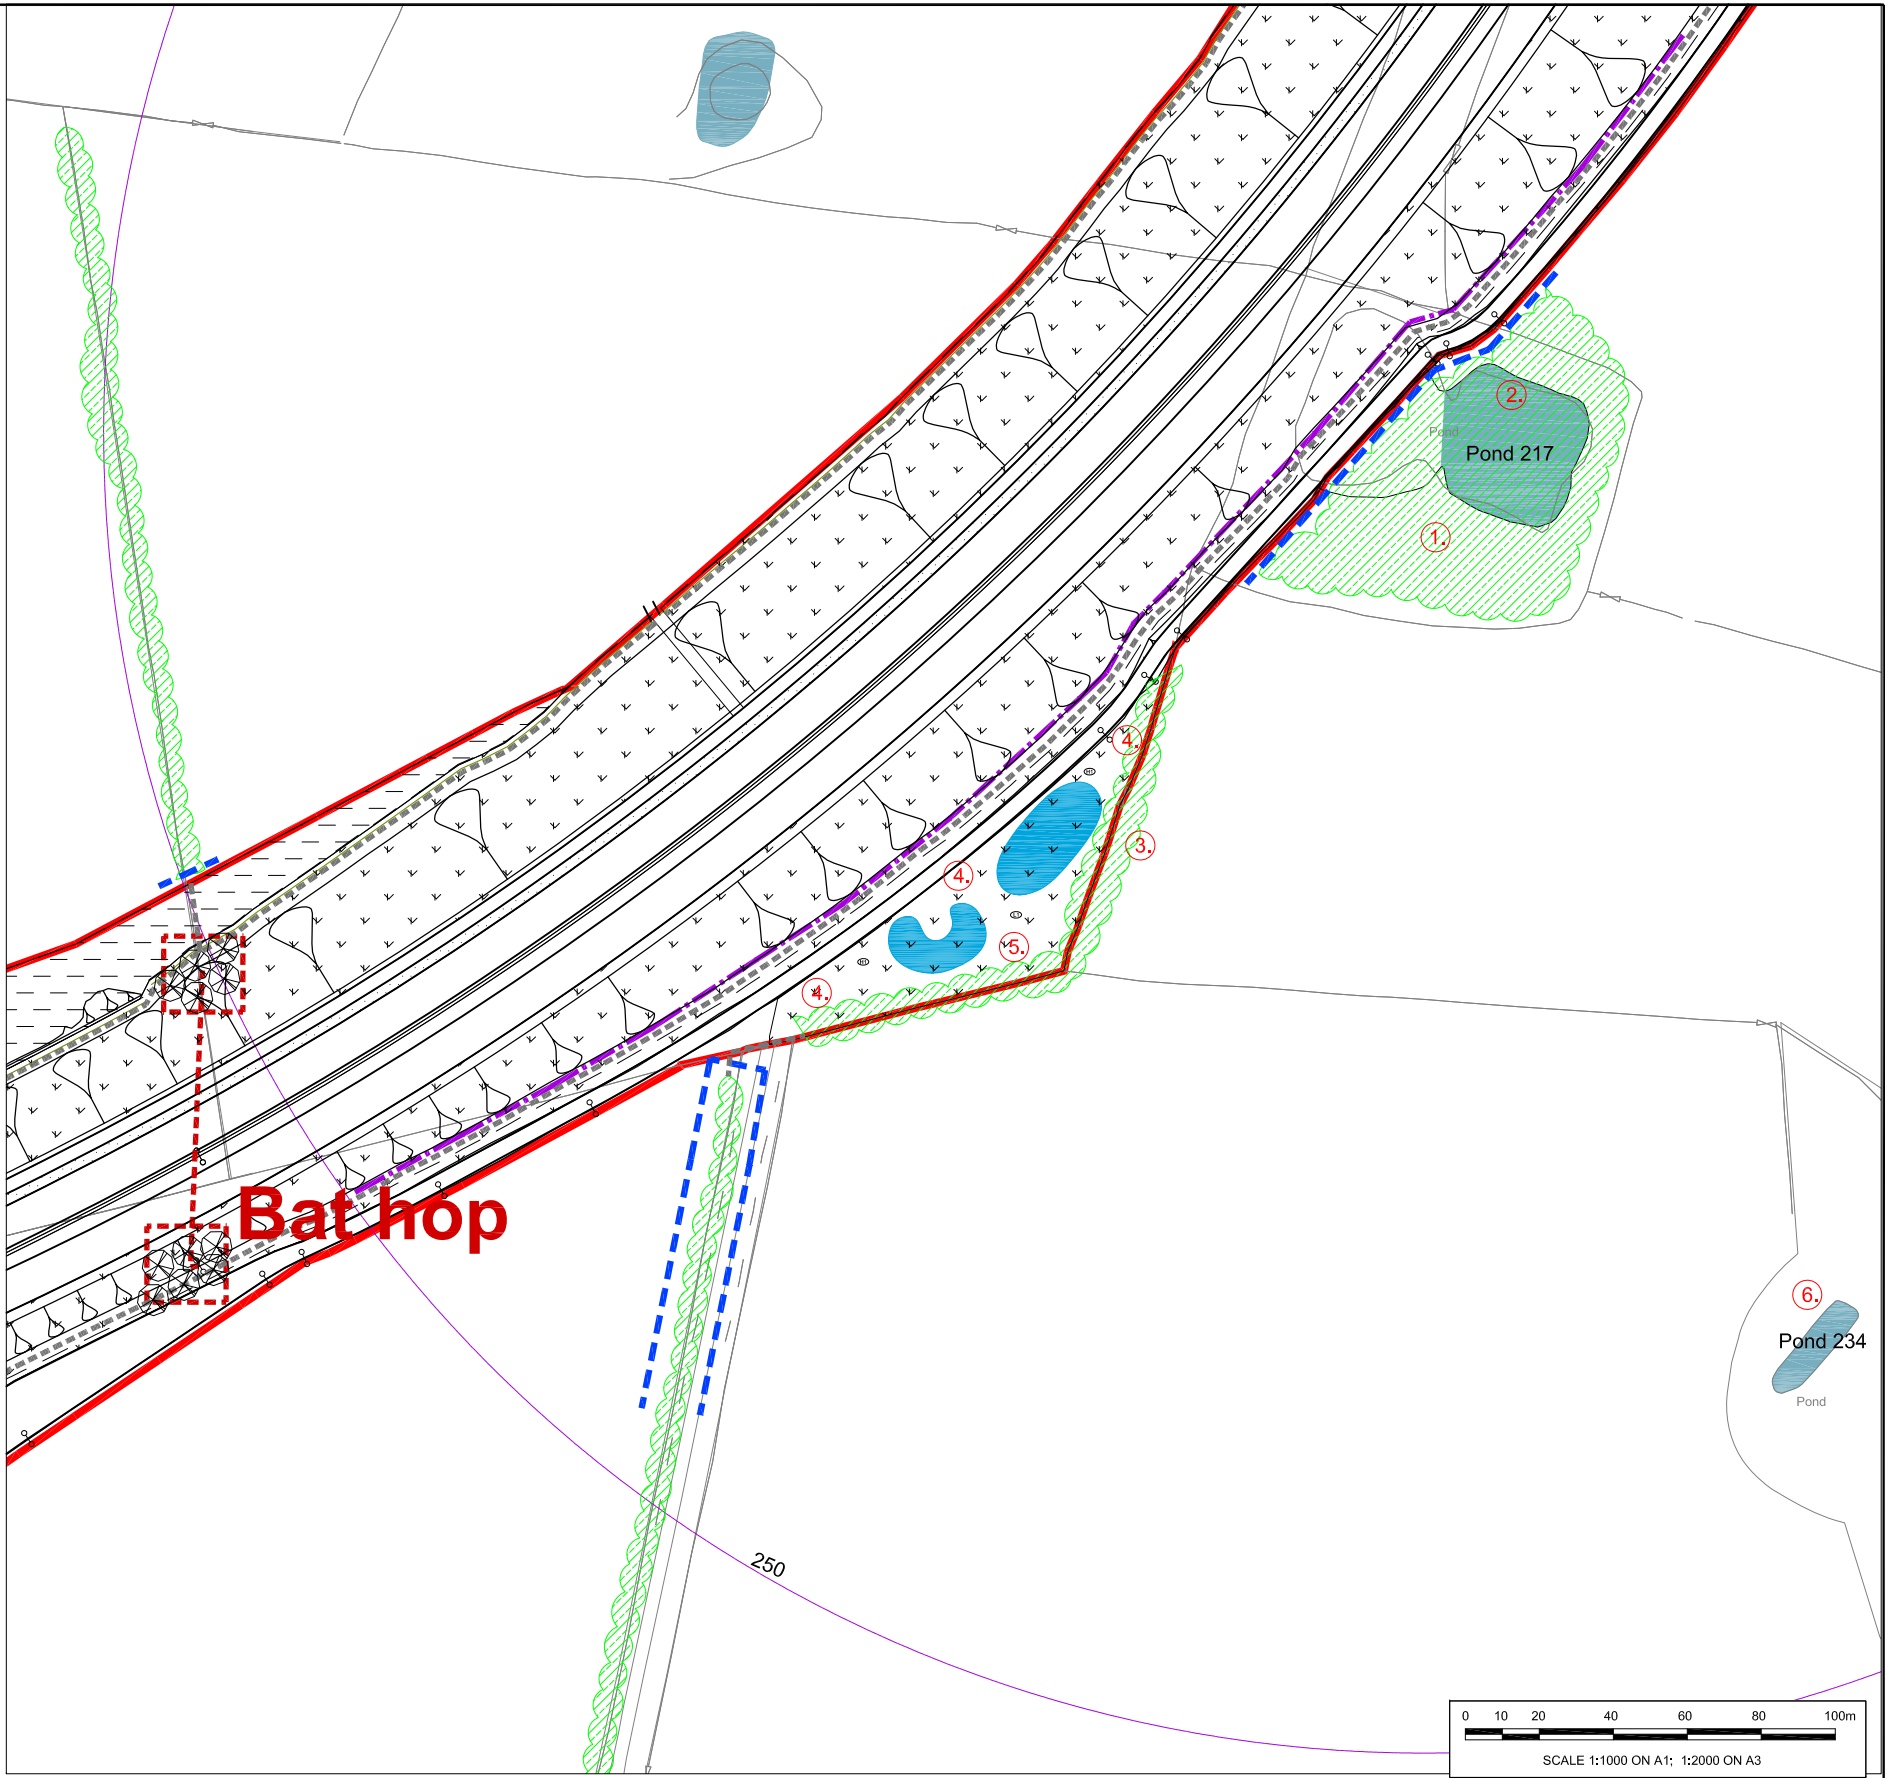 2.
Pond
Pond 217
1.
4.
3.
4.
5.
4.
Bat hop
6.
Pond 234
Pond
250
0 10 20 40 60 80 100m
SCALE 1:1000 ON A1; 1:2000 ON A3